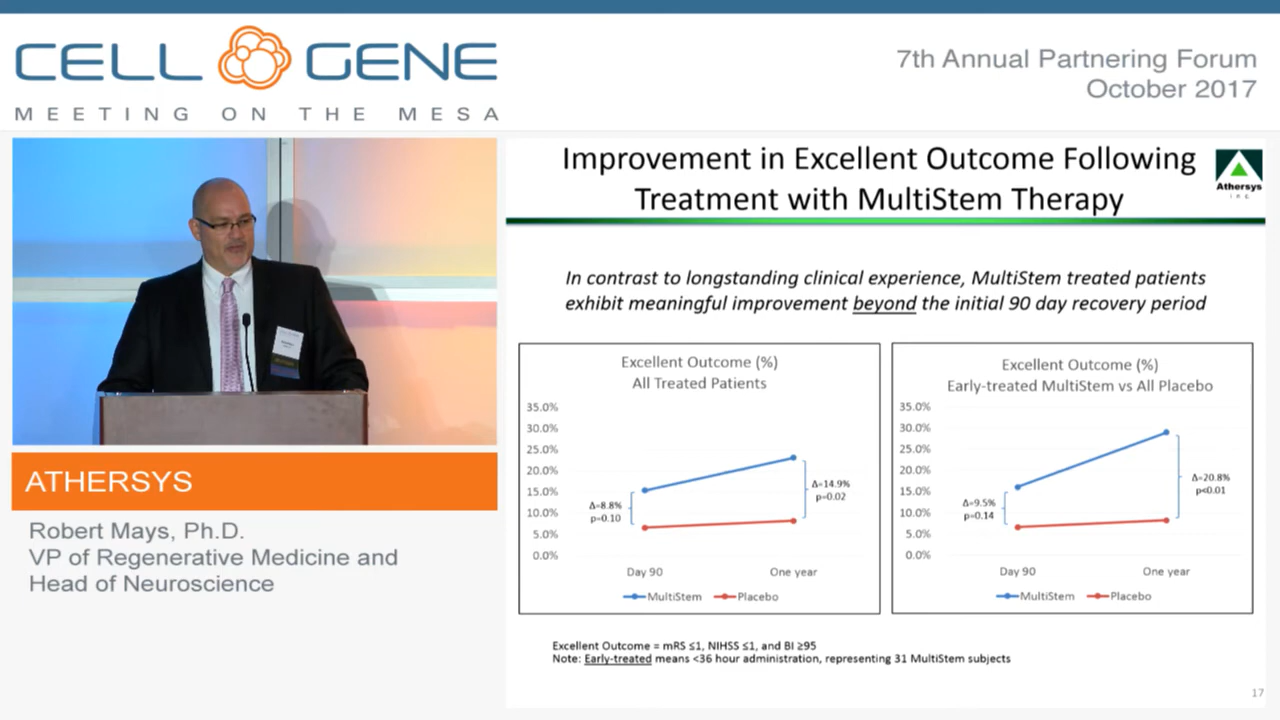 CELL GENE
MEETING ON THE MESA
7th Annual Partnering Forum
October 2017
ATHERSYS
Robert Mays, Ph.D.
VP of Regenerative Medicine and
Head of Neuroscience
Improvement in Excellent Outcome Following
Treatment with MultiStem Therapy
Athersys
inc
In contrast to longstanding clinical experience, MultiStem treated patients
exhibit meaningful improvement beyond the initial 90 day recovery period
Excellent Outcome (%)
All Treated Patients
35.0%
30.0%
25.0%
20.0%
15.0%
10.0%
5.0%
0.0%
Δ=8.8%
p=0.10
Δ=14.9%
p=0.02
Day 90
One year
MultiStem
Placebo
Excellent Outcome (%)
Early-treated MultiStem vs All Placebo
35.0%
30.0%
25.0%
20.0%
15.0%
10.0%
5.0%
0.0%
Δ=9.5%
p=0.14
Δ=20.8%
p<0.01
Day 90
One year
MultiStem
Placebo
Excellent Outcome = mRS ≤1, NIHSS ≤1, and BI ≥95
Note: Early-treated means <36 hour administration, representing 31 MultiStem subjects
17